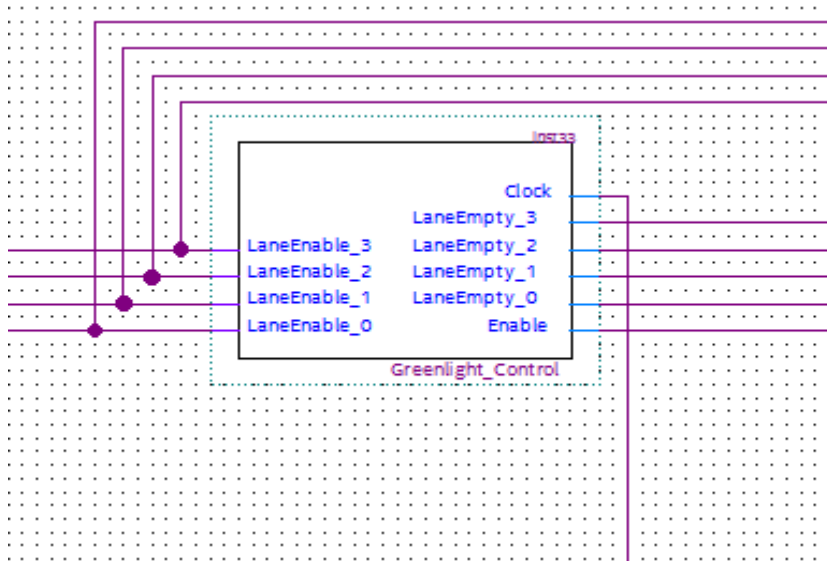 inst33
Clock
LaneEmpty_3
LaneEnable_3 LaneEmpty_2
LaneEnable_2 LaneEmpty_1
LaneEnable_1 LaneEmpty_0
LaneEnable_0 Enable
Greenlight_Control